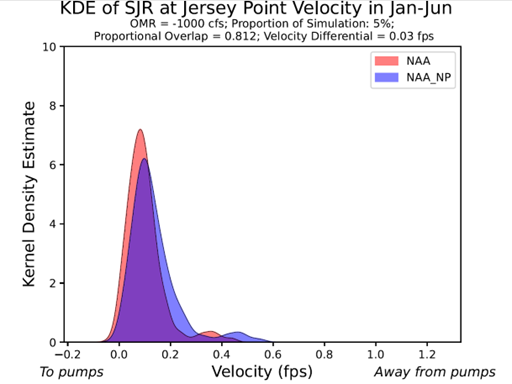 KDE of SJR at Jersey Point Velocity in Jan-Jun
OMR = -1000 cfs; Proportion of Simulation: 5%;
Proportional Overlap = 0.812; Velocity Differential = 0.03 fps
NAA
NAA_NP
Kernel Density Estimate
10
8
6
4
2
0
−0.2 0.0 0.2 0.4 0.6 0.8 1.0 1.2
To pumps Velocity (fps) Away from pumps